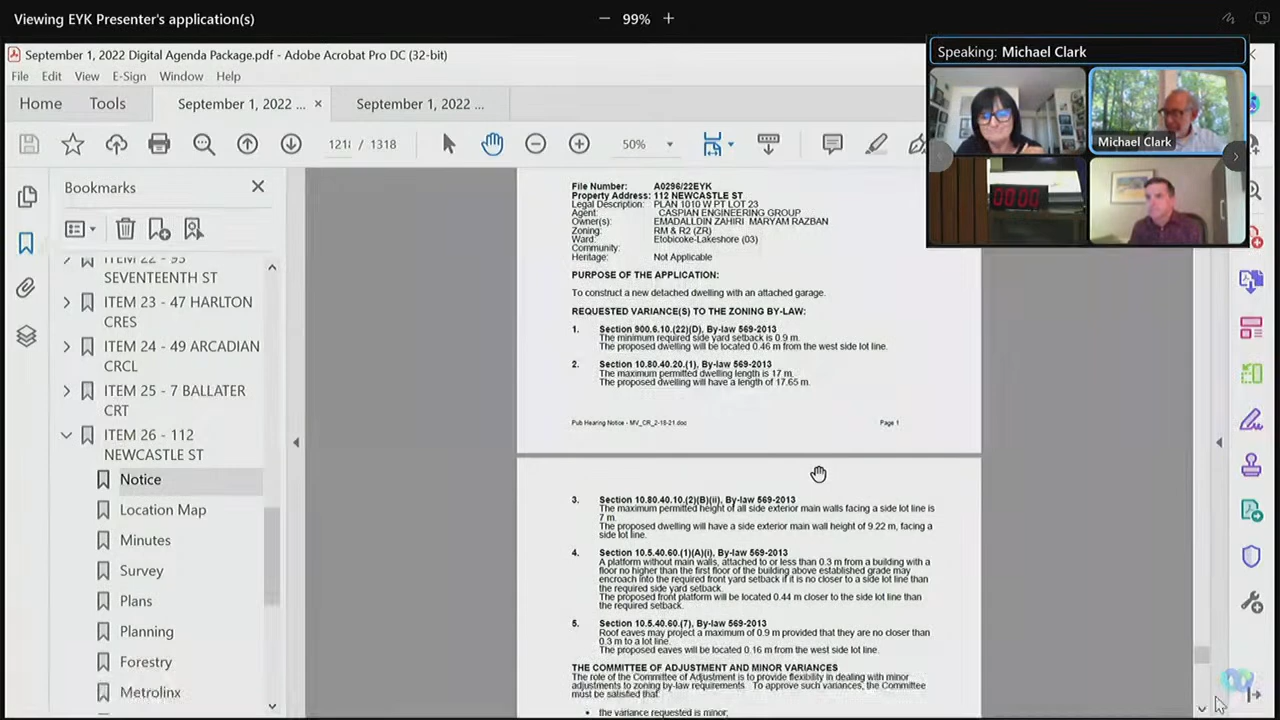 Viewing EYK Presenter's application(s)
99%
September 1, 2022 Digital Agenda Package.pdf - Adobe Acrobat Pro DC (32-bit)
File Edit View E-Sign Window Help
Home Tools September 1, 2022 ... × September 1, 2022 ...
1218 / 1318
50%
Speaking: Michael Clark
Michael Clark
00:00
Bookmarks
ITEM 22 - 93
SEVENTEENTH ST
ITEM 23 - 47 HARLTON
CRES
ITEM 24 - 49 ARCADIAN
CRCL
ITEM 25 - 7 BALLATER
CRT
ITEM 26 - 112
NEWCASTLE ST
Notice
Location Map
Minutes
Survey
Plans
Planning
Forestry
Metrolinx
File Number: A0296/22EYK
Property Address: 112 NEWCASTLE ST
Legal Description: PLAN 1010 W PT LOT 23
Agent: CASPIAN ENGINEERING GROUP
Owner(s): EMADALLDIN ZAHIRI MARYAM RAZBAN
Zoning: RM & R2 (ZR)
Ward: Etobicoke-Lakeshore (03)
Community:
Heritage: Not Applicable
PURPOSE OF THE APPLICATION:
To construct a new detached dwelling with an attached garage.
REQUESTED VARIANCE(S) TO THE ZONING BY-LAW:
1. Section 900.6.10.(22)(D), By-law 569-2013
The minimum required side yard setback is 0.9 m.
The proposed dwelling will be located 0.46 m from the west side lot line.
2. Section 10.80.40.20.(1), By-law 569-2013
The maximum permitted dwelling length is 17 m.
The proposed dwelling will have a length of 17.65 m.
Pub Hearing Notice - MV_CR_2-18-21.doc Page 1
3. Section 10.80.40.10.(2)(B)(ii), By-law 569-2013
The maximum permitted height of all side exterior main walls facing a side lot line is
7 m.
The proposed dwelling will have a side exterior main wall height of 9.22 m, facing a
side lot line.
4. Section 10.5.40.60.(1)(A)(i), By-law 569-2013
A platform without main walls, attached to or less than 0.3 m from a building with a
floor no higher than the first floor of the building above established grade may
encroach into the required front yard setback if it is no closer to a side lot line than
the required side yard setback.
The proposed front platform will be located 0.44 m closer to the side lot line than
the required setback.
5. Section 10.5.40.60.(7), By-law 569-2013
Roof eaves may project a maximum of 0.9 m provided that they are no closer than
0.3 m to a lot line.
The proposed eaves will be located 0.16 m from the west side lot line.
THE COMMITTEE OF ADJUSTMENT AND MINOR VARIANCES
The role of the Committee of Adjustment is to provide flexibility in dealing with minor
adjustments to zoning by-law requirements To approve such variances, the Committee
must be satisfied that
• the variance requested is minor;